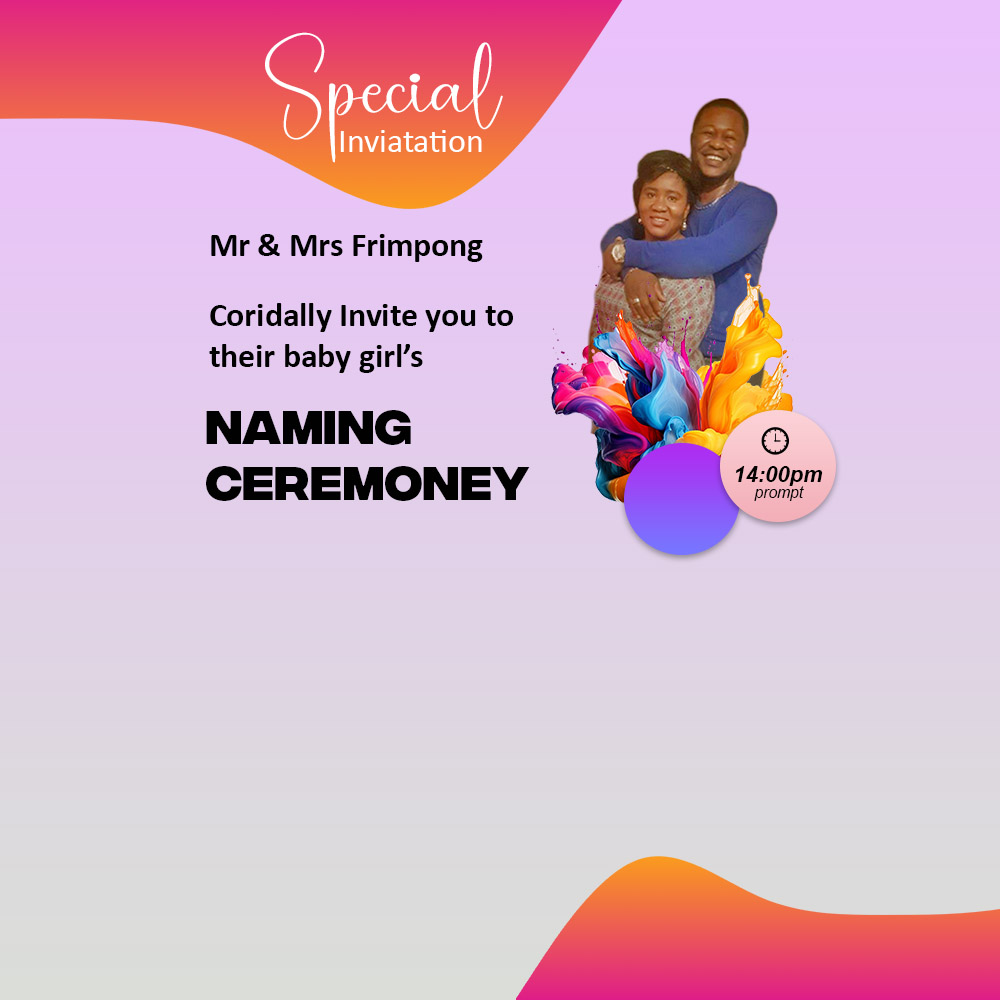 Special
Inviatation
Mr & Mrs Frimpong
Coridally Invite you to
their baby girl’s
NAMING
CEREMONEY
14:00pm
prompt